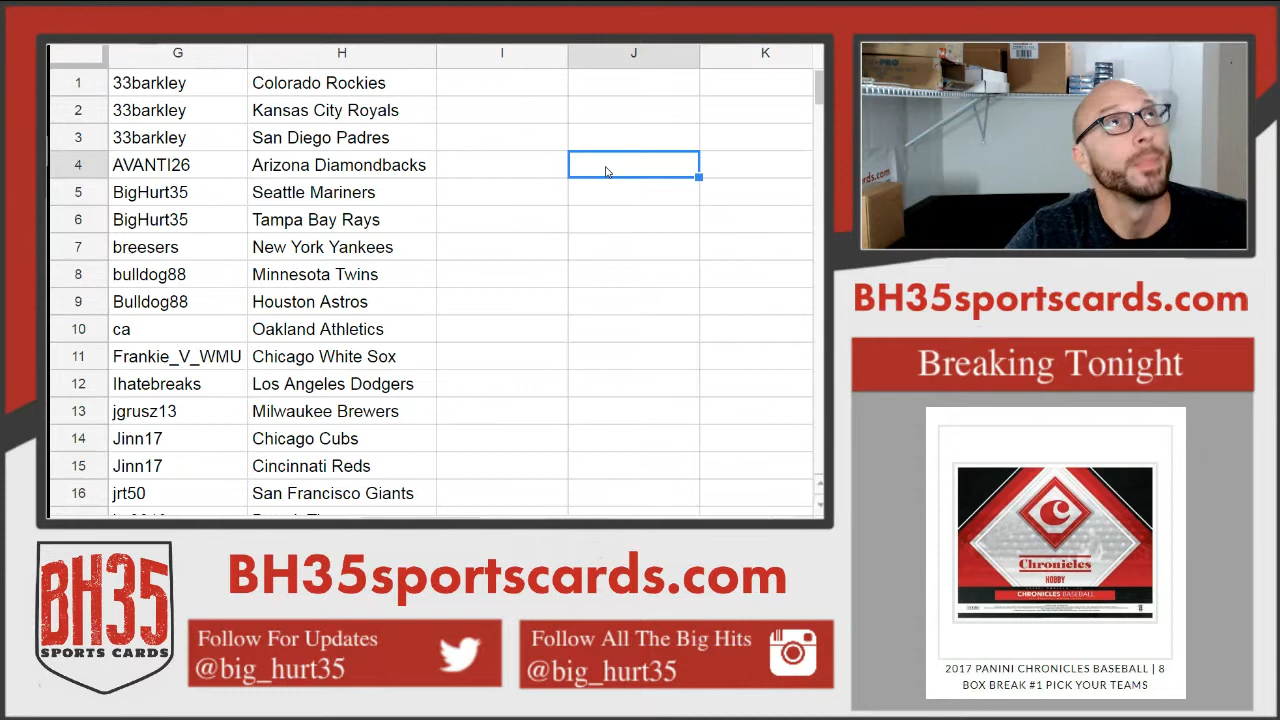 G H I J K
1 33barkley Colorado Rockies
2 33barkley Kansas City Royals
3 33barkley San Diego Padres
4 AVANTI26 Arizona Diamondbacks
5 BigHurt35 Seattle Mariners
6 BigHurt35 Tampa Bay Rays
7 breesers New York Yankees
8 bulldog88 Minnesota Twins
9 Bulldog88 Houston Astros
10 ca Oakland Athletics
11 Frankie_V_WMU Chicago White Sox
12 Ihatebreaks Los Angeles Dodgers
13 jgrusz13 Milwaukee Brewers
14 Jinn17 Chicago Cubs
15 Jinn17 Cincinnati Reds
16 jrt50 San Francisco Giants
BH35sportscards.com
Breaking Tonight
Chronicles
HOBBY
CHRONICLES BASEBALL
2017 PANINI CHRONICLES BASEBALL | 8
BOX BREAK #1 PICK YOUR TEAMS
BH35
SPORTS CARDS
BH35sportscards.com
Follow For Updates
@big_hurt35
Follow All The Big Hits
@big_hurt35